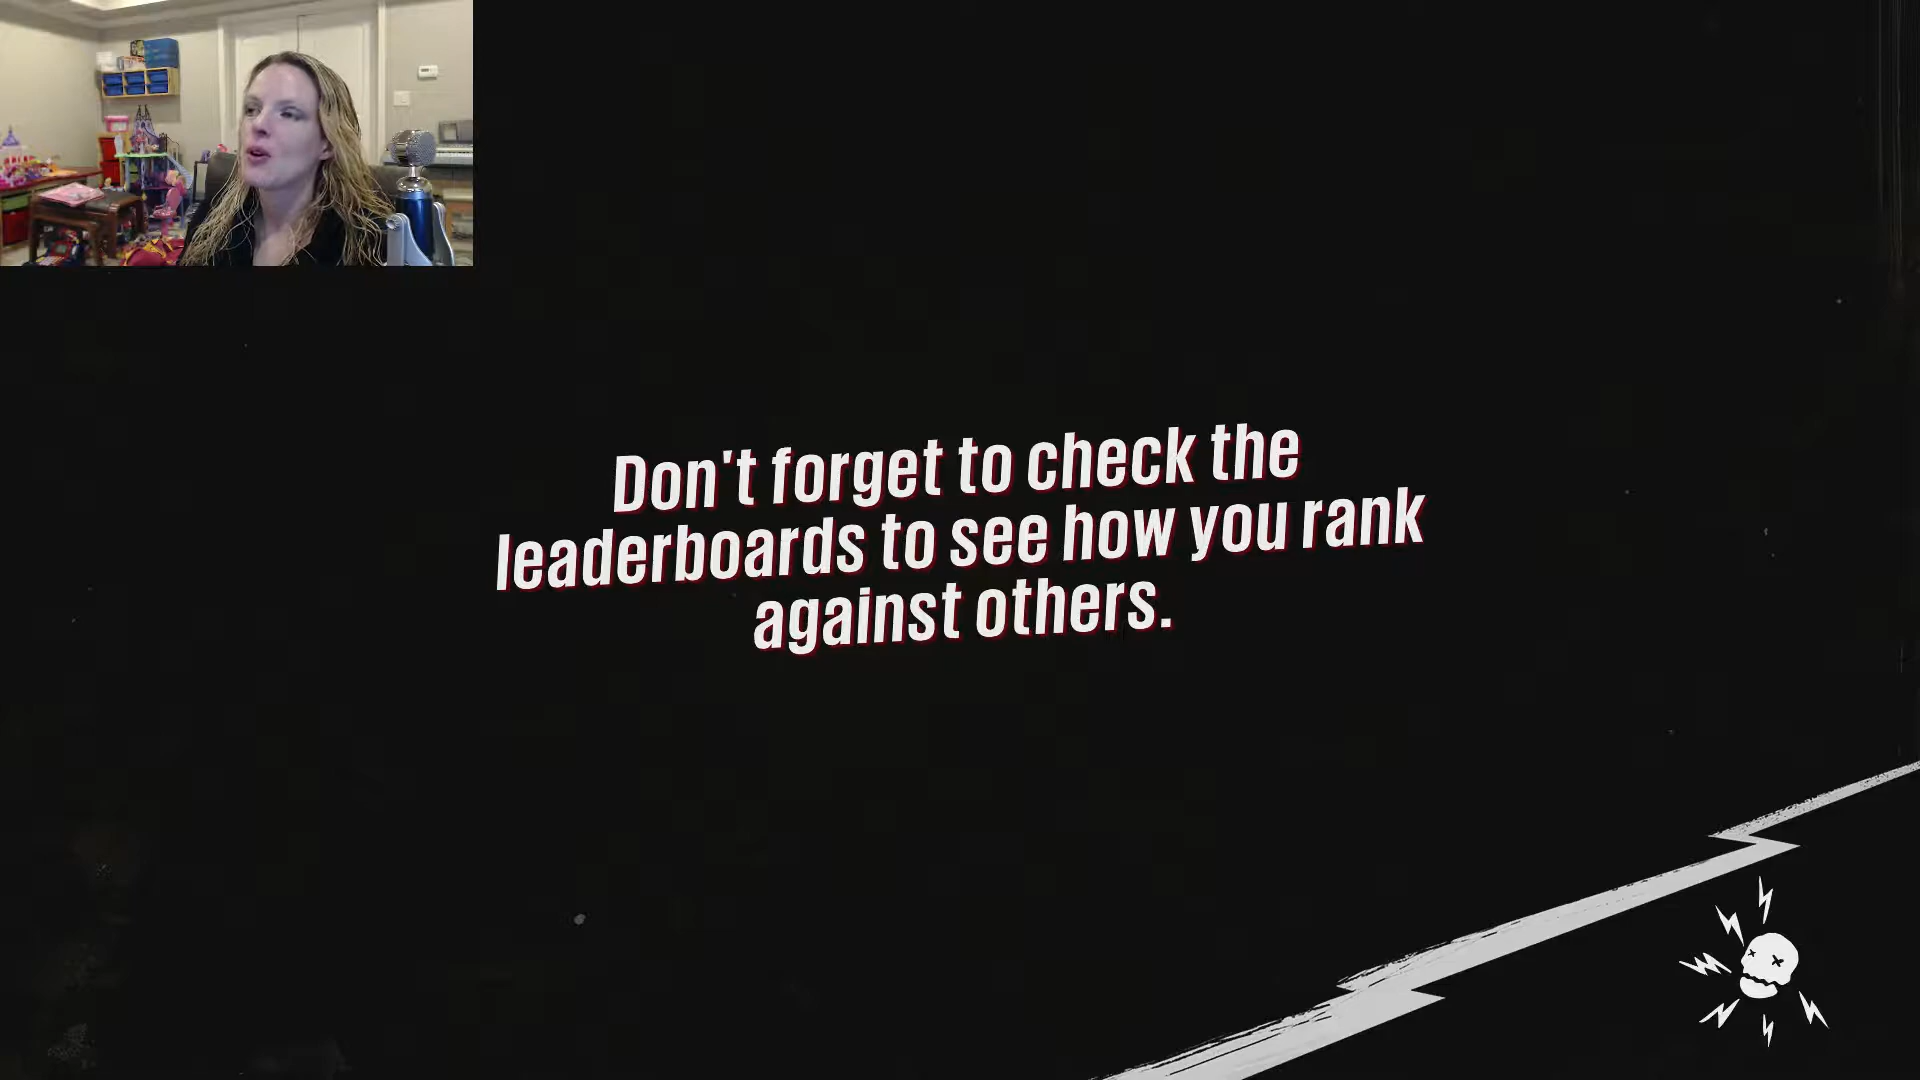 Don't forget to check the
leaderboards to see how you rank
against others.